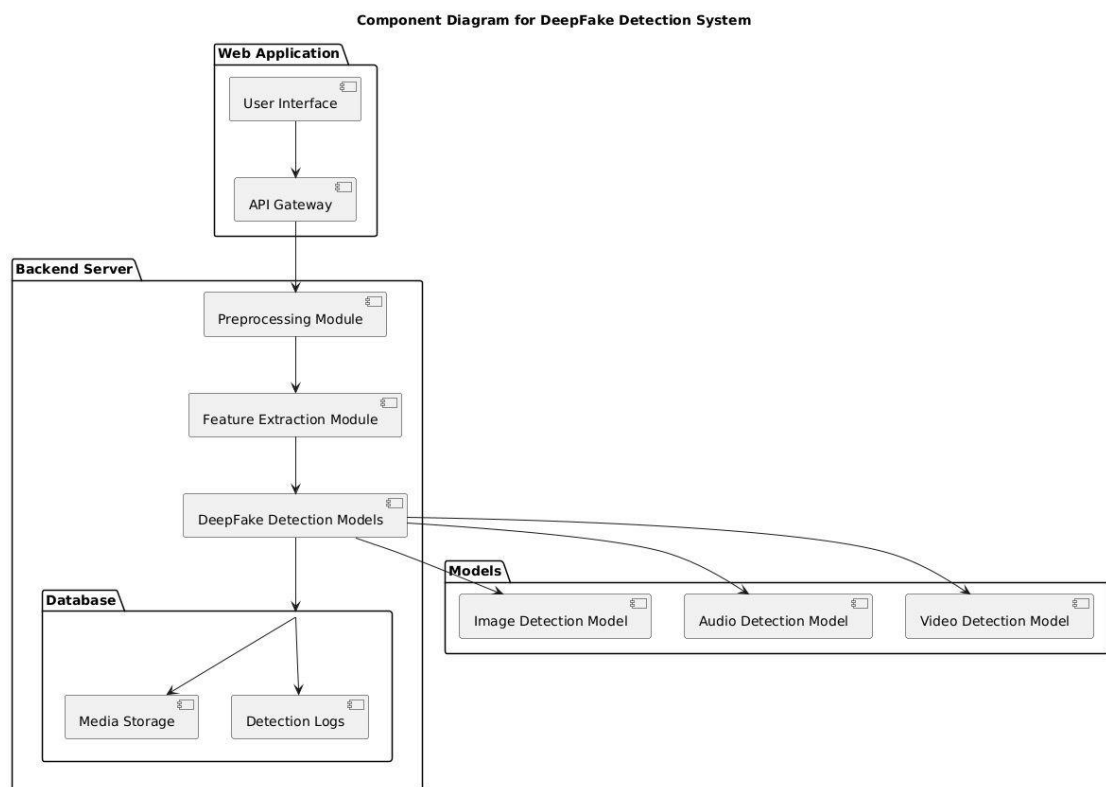 Component Diagram for DeepFake Detection System
Web Application
User Interface
API Gateway
Backend Server
Preprocessing Module
Feature Extraction Module
DeepFake Detection Models
Models
Image Detection Model
Audio Detection Model
Video Detection Model
Database
Media Storage
Detection Logs